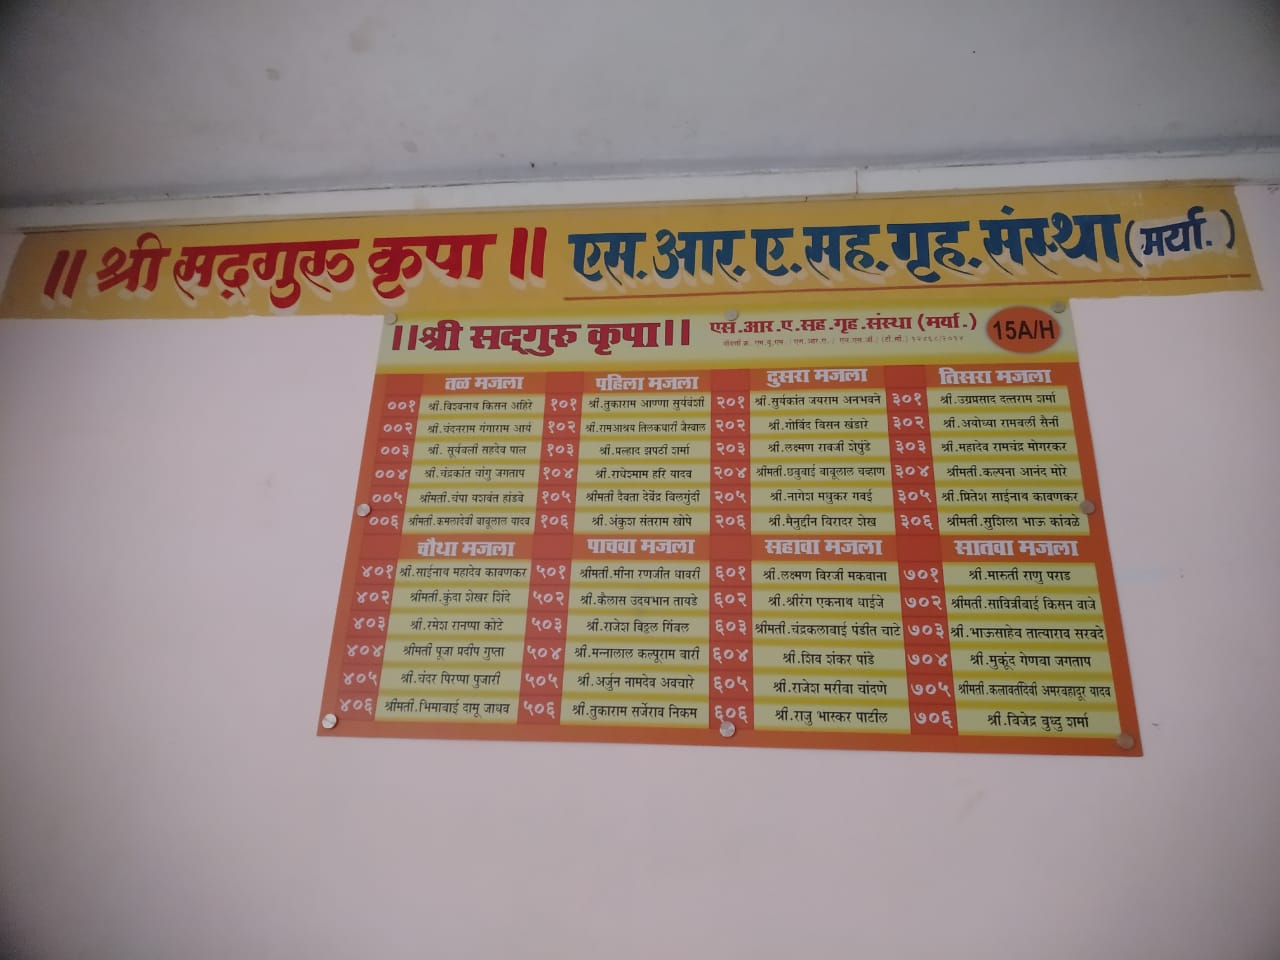 ॥ श्री सद्‌गुरु कृपा ॥ एस.आर.ए.सह.गृह.संस्था (मर्या.)
॥श्री सद्‌गुरु कृपा॥ एस.आर.ए.सह.गृह.संस्था (मर्या.) 15A/H
तळ मजला पहिला मजला दुसरा मजला तिसरा मजला
००१ श्री.विश्वनाथ किसन अहिरे १०१ श्री.तुकाराम आण्णा सुर्यवंशी २०१ श्री.सुर्यकांत जयराम अनभवने ३०१ श्री.उग्रप्रसाद दत्तराम शर्मा
००२ श्री.चंदनराम गंगाराम आर्य १०२ श्री.रामआश्रय तिलकधारी जैस्वाल २०२ श्री.गोविंद विसन खंडारे ३०२ श्री.अयोध्या रामवली सैनी
००३ श्री. सूर्यवली सहदेव पाल १०३ श्री.प्रल्हाद झपटी शर्मा २०३ श्री.लक्ष्मण रावजी शेपुंडे ३०३ श्री.महादेव रामचंद्र मोगरकर
००४ श्री.चंद्रकांत चांगु जगताप १०४ श्री.राधेश्माम हरि यादव २०४ श्रीमती.छबुबाई बाबूलाल चव्हाण ३०४ श्रीमती.कल्पना आनंद मोरे
००५ श्रीमती.चंपा यशवंत हांडवे १०५ श्रीमती देवता देवेंद्र बिलगुंदी २०५ श्री.नागेश मधुकर गवई ३०५ श्री.प्रितेश साईनाथ कावणकर
००६ श्रीमती.कमलादेवी बाबूलाल यादव १०६ श्री.अंकुश संतराम खोपे २०६ श्री.मैनुद्दीन बिरादर शेख ३०६ श्रीमती.सुशिला भाऊ कांबळे
चौथा मजला पाचवा मजला सहावा मजला सातवा मजला
४०१ श्री.साईनाथ महादेव कावणकर ५०१ श्रीमती.मीना रणजीत धावरी ६०१ श्री.लक्ष्मण विरजी मकवाना ७०१ श्री.मारुती राणु पराड
४०२ श्रीमती.कुंदा शेखर शिंदे ५०२ श्री.कैलास उदयभान तायडे ६०२ श्री.श्रीरंग एकनाथ धाईजे ७०२ श्रीमती.सावित्रीबाई किसन वाजे
४०३ श्री.रमेश रानप्पा कोटे ५०३ श्री.राजेश विट्ठल गिंबल ६०३ श्रीमती.चंद्रकलाबाई पंडीत चाटे ७०३ श्री.भाऊसाहेब तात्याराव सरवदे
४०४ श्रीमती पूजा प्रदीप गुप्ता ५०४ श्री.मन्नालाल कल्पूराम वारी ६०४ श्री.शिव शंकर पांडे ७०४ श्री.मुकूंद गेणबा जगताप
४०५ श्री.चंदर पिरप्पा पुजारी ५०५ श्री.अर्जुन नामदेव अवचारे ६०५ श्री.राजेश मरीबा चांदणे ७०५ श्रीमती.कलावतीदेवी अमरबहादूर यादव
४०६ श्रीमती.भिमाबाई दामू जाधव ५०६ श्री.तुकाराम सर्जेराव निकम ६०६ श्री.राजु भास्कर पाटील ७०६ श्री.विजेंद्र बुध्दु शर्मा